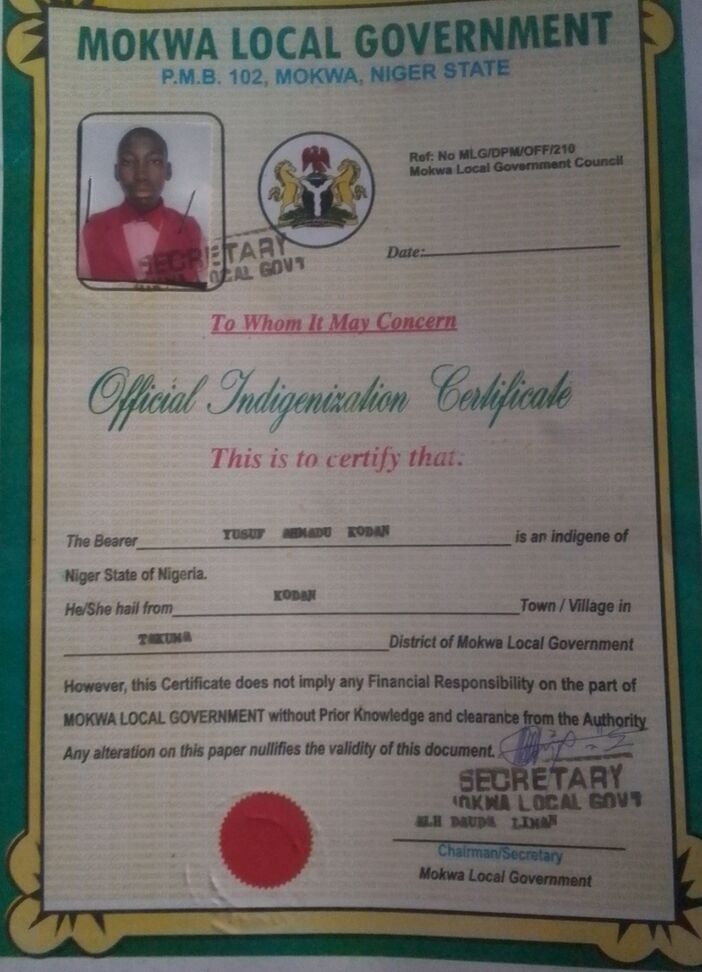 MOKWA LOCAL GOVERNMENT
P.M.B. 102, MOKWA, NIGER STATE
Ref: No MLG/DPM/OFF/210
Mokwa Local Government Council
Date:
SECRETARY
LOCAL GOVT
To Whom It May Concern
Official Indigenization Certificate
This is to certify that:
The Bearer YUSUF AHMADU KODAN is an indigene of
Niger State of Nigeria.
He/She hail from KODAN Town / Village in
TAKUMA District of Mokwa Local Government
However, this Certificate does not imply any Financial Responsibility on the part of
MOKWA LOCAL GOVERNMENT without Prior Knowledge and clearance from the Authority
Any alteration on this paper nullifies the validity of this document.
SECRETARY
MOKWA LOCAL GOVT
ALH DAUDA LIMAN
Chairman/Secretary
Mokwa Local Government